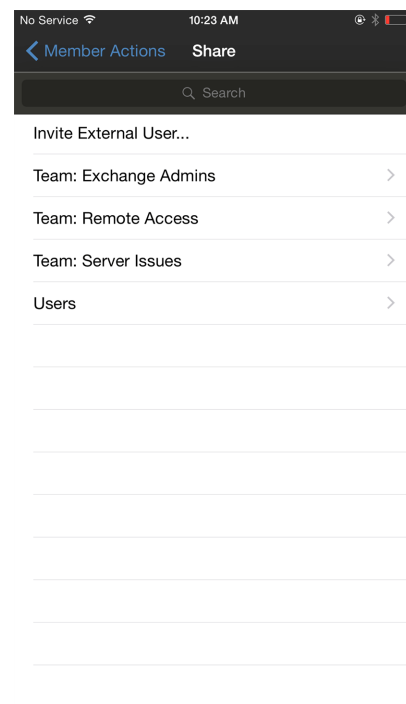 No Service 10:23 AM
Member Actions Share
Search
Invite External User...
Team: Exchange Admins
Team: Remote Access
Team: Server Issues
Users